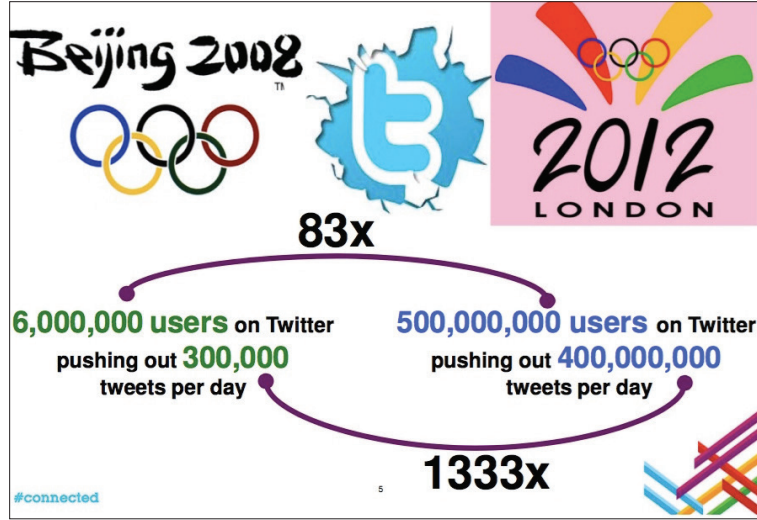 Beijing 2008
TM
t
2012
LONDON
83x
6,000,000 users on Twitter
pushing out 300,000
tweets per day
500,000,000 users on Twitter
pushing out 400,000,000
tweets per day
1333x
#connected
5